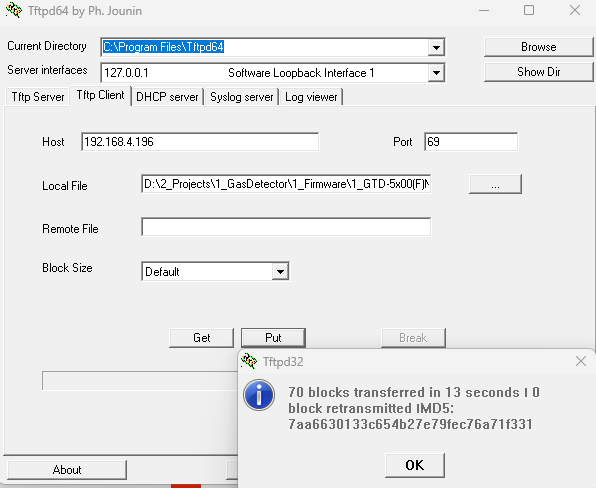 Tftpd64 by Ph. Jounin
Current Directory C:\Program Files\Tftpd64 Browse
Server interfaces 127.0.0.1 Software Loopback Interface 1 Show Dir
Tftp Server Tftp Client DHCP server Syslog server Log viewer
Host 192.168.4.196 Port 69
Local File D:\2_Projects\1_GasDetector\1_Firmware\1_GTD-5x00(F)N ...
Remote File
Block Size Default
Get Put Break
Tftpd32
70 blocks transferred in 13 seconds l 0
block retransmitted lMD5:
7aa6630133c654b27e79fec76a71f331
OK
About